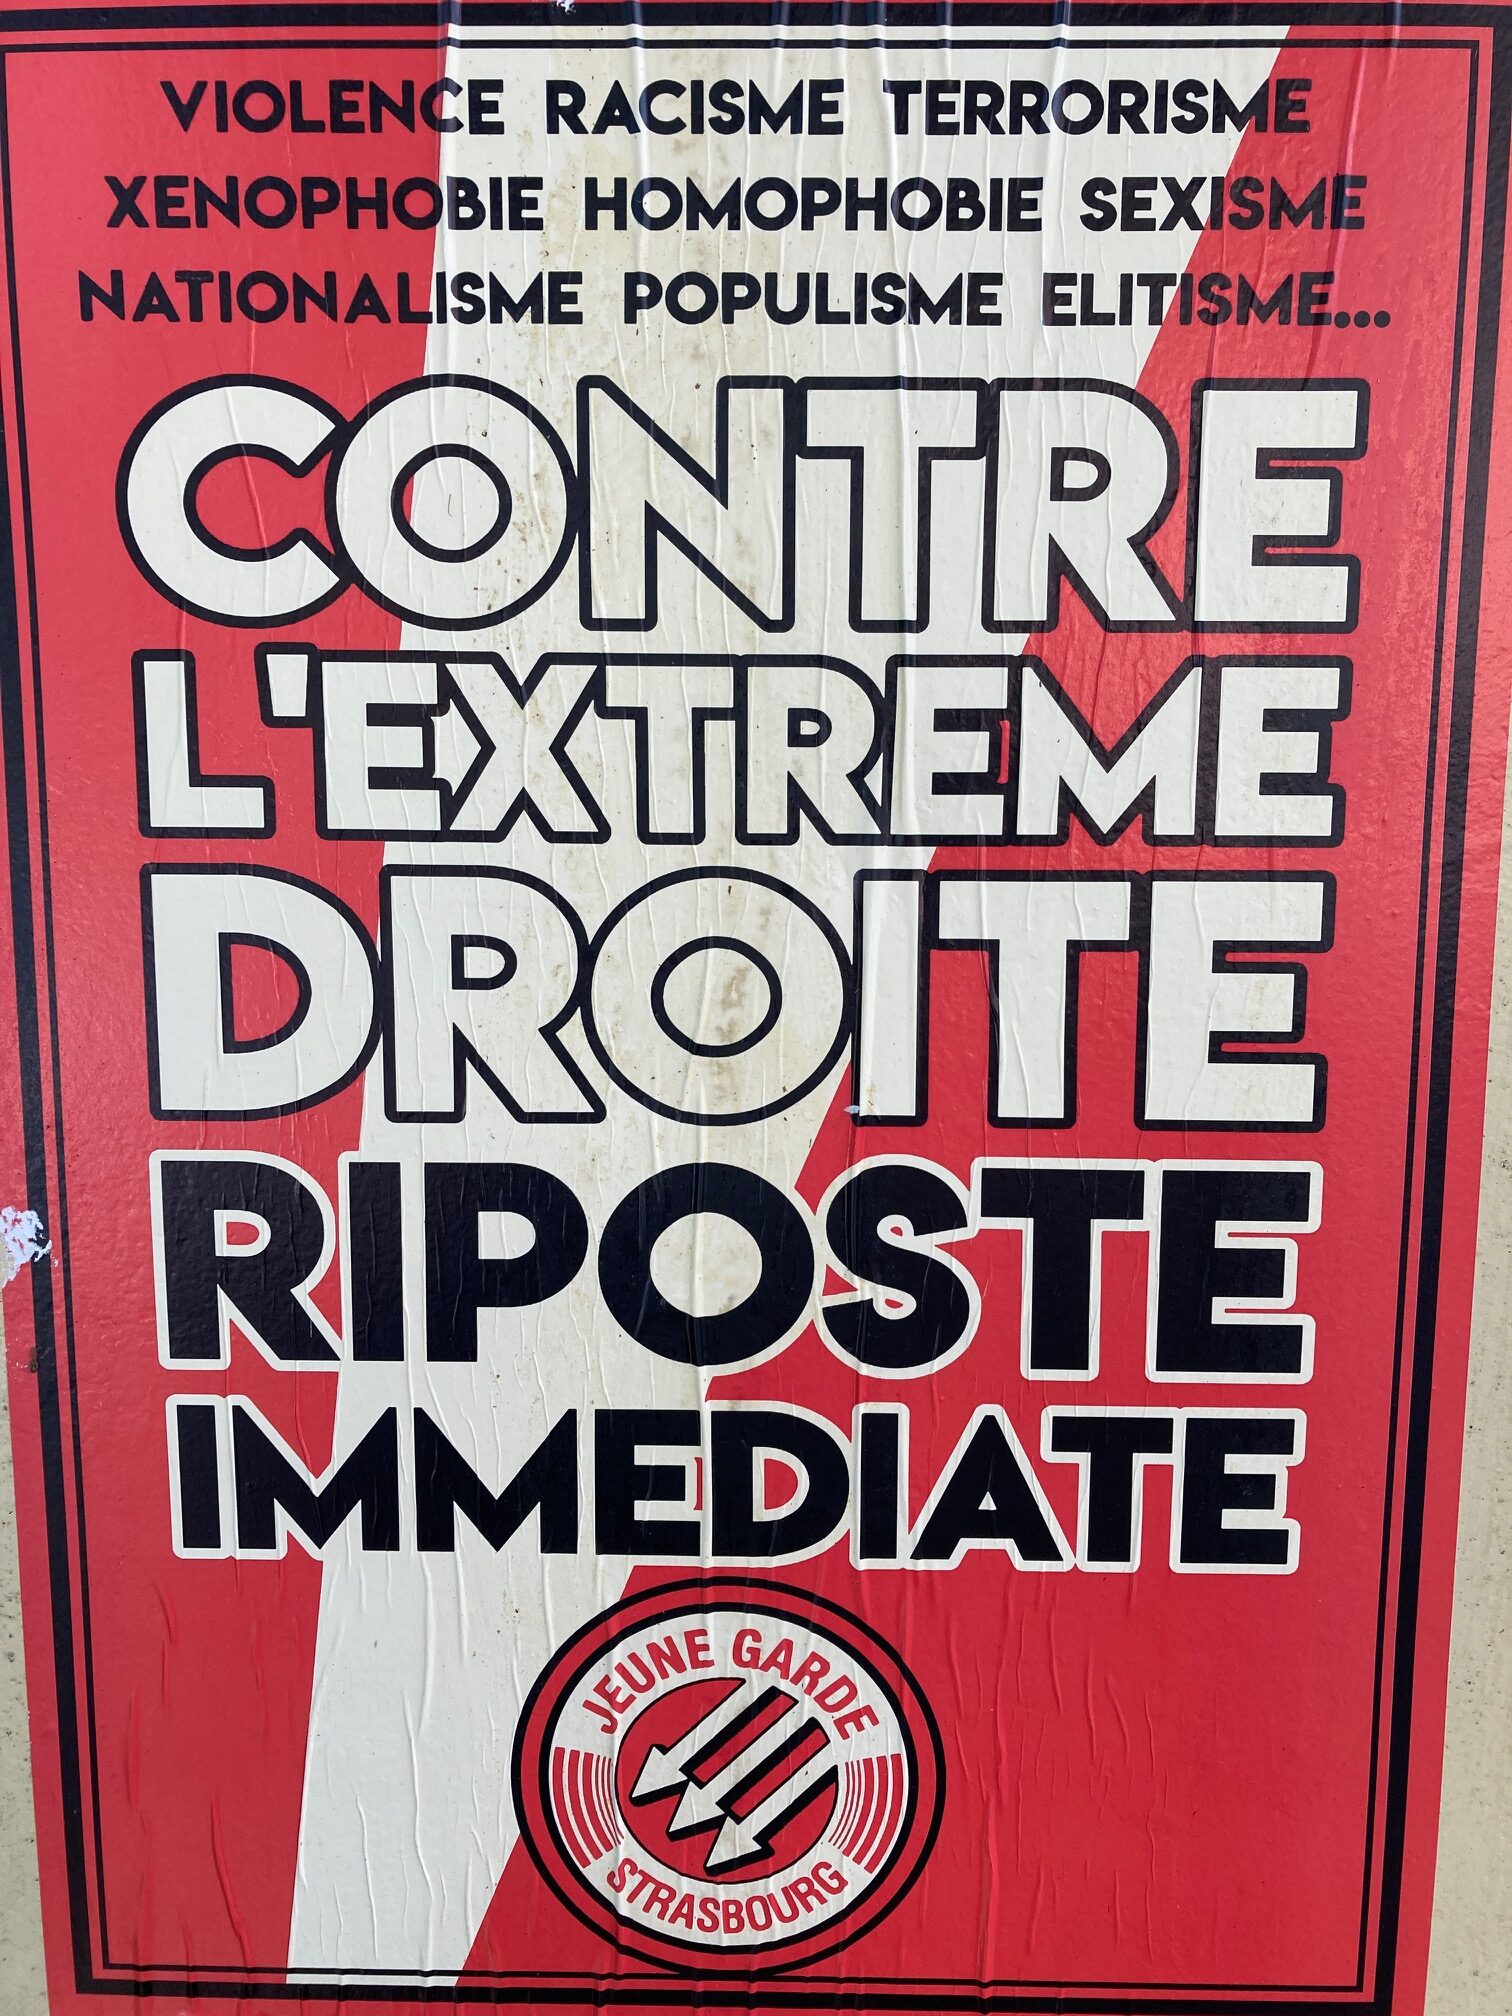 VIOLENCE RACISME TERRORISME
XENOPHOBIE HOMOPHOBIE SEXISME
NATIONALISME POPULISME ELITISME...
CONTRE
L'EXTREME
DROITE
RIPOSTE
IMMEDIATE
JEUNE GARDE
STRASBOURG